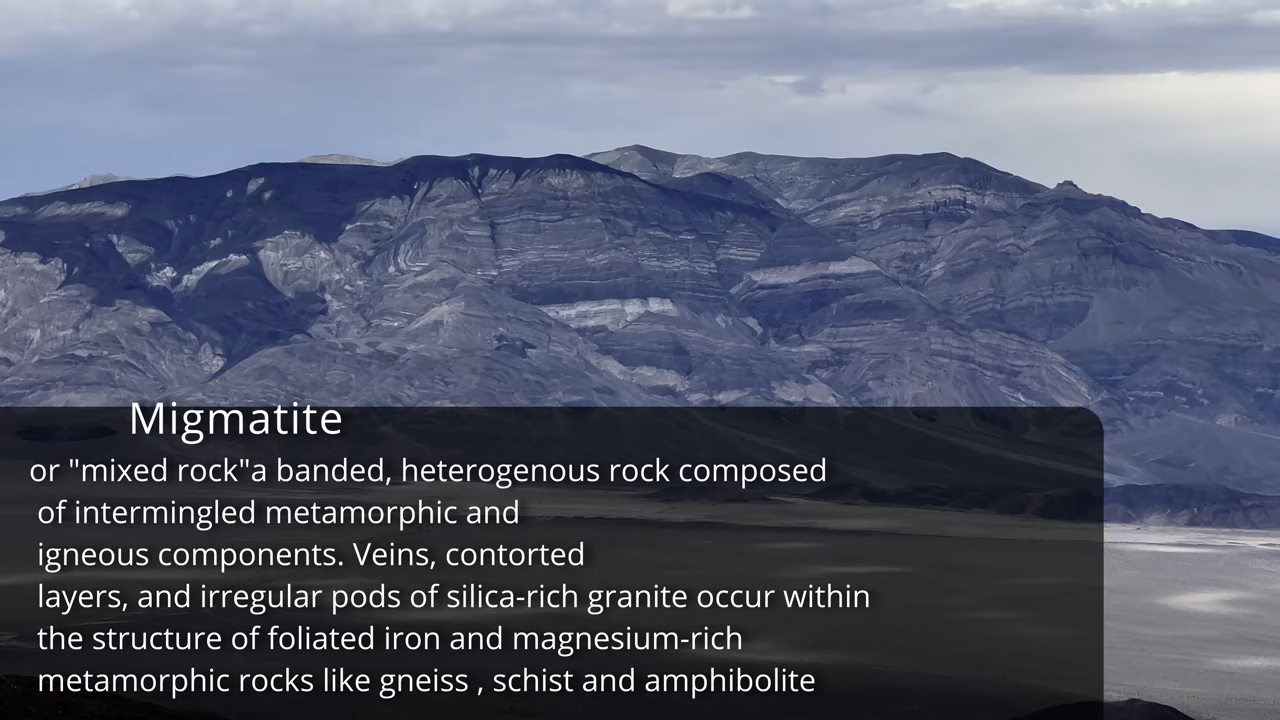 Migmatite
or "mixed rock"a banded, heterogenous rock composed
of intermingled metamorphic and
igneous components. Veins, contorted
layers, and irregular pods of silica-rich granite occur within
the structure of foliated iron and magnesium-rich
metamorphic rocks like gneiss , schist and amphibolite